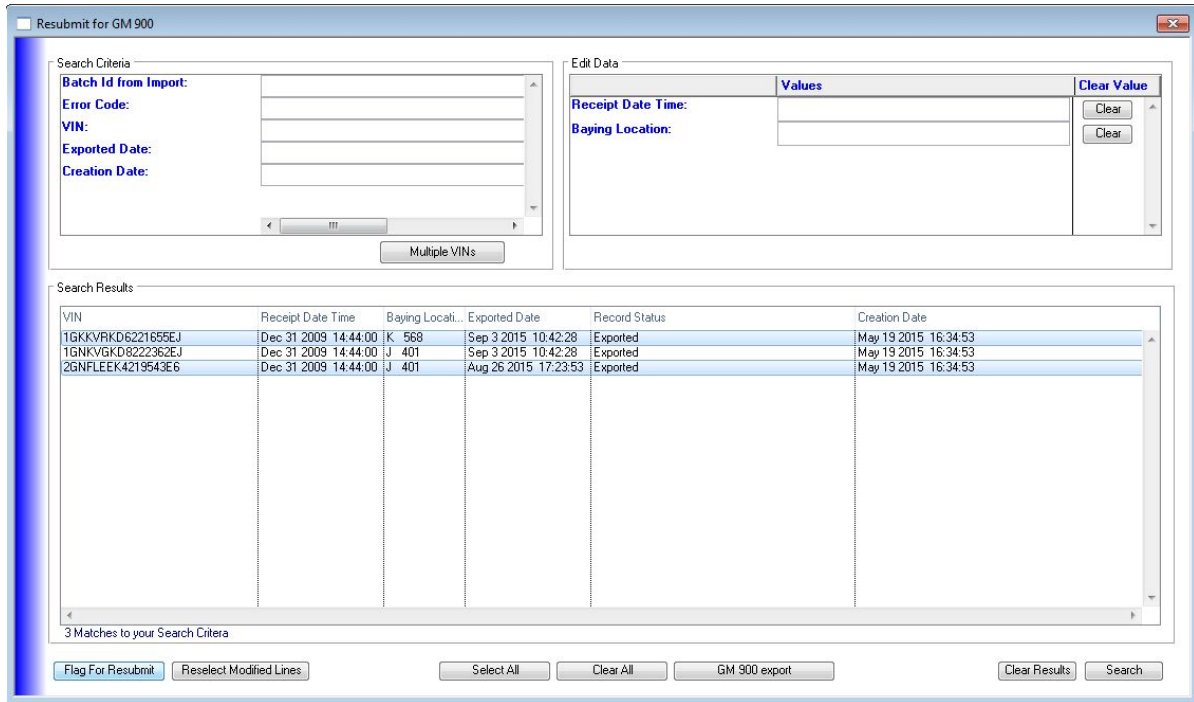 Resubmit for GM 900
Search Criteria
Batch Id from Import:
Error Code:
VIN:
Exported Date:
Creation Date:
Multiple VINs
Edit Data
Values Clear Value
Receipt Date Time: Clear
Baying Location: Clear
Search Results
VIN Receipt Date Time Baying Locati... Exported Date Record Status Creation Date
1GKKVRKD6221655EJ Dec 31 2009 14:44:00 K 568 Sep 3 2015 10:42:28 Exported May 19 2015 16:34:53
1GNKVGKD8222362EJ Dec 31 2009 14:44:00 J 401 Sep 3 2015 10:42:28 Exported May 19 2015 16:34:53
2GNFLEEK4219543E6 Dec 31 2009 14:44:00 J 401 Aug 26 2015 17:23:53 Exported May 19 2015 16:34:53
3 Matches to your Search Critera
Flag For Resubmit Reselect Modified Lines Select All Clear All GM 900 export Clear Results Search